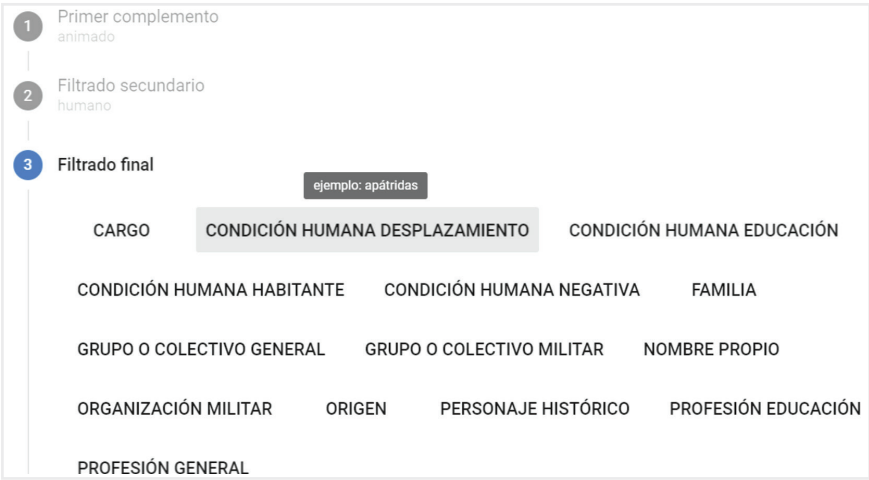 1 Primer complemento
animado
2 Filtrado secundario
humano
3 Filtrado final
ejemplo: apátridas
CARGO CONDICIÓN HUMANA DESPLAZAMIENTO CONDICIÓN HUMANA EDUCACIÓN
CONDICIÓN HUMANA HABITANTE CONDICIÓN HUMANA NEGATIVA FAMILIA
GRUPO O COLECTIVO GENERAL GRUPO O COLECTIVO MILITAR NOMBRE PROPIO
ORGANIZACIÓN MILITAR ORIGEN PERSONAJE HISTÓRICO PROFESIÓN EDUCACIÓN
PROFESIÓN GENERAL